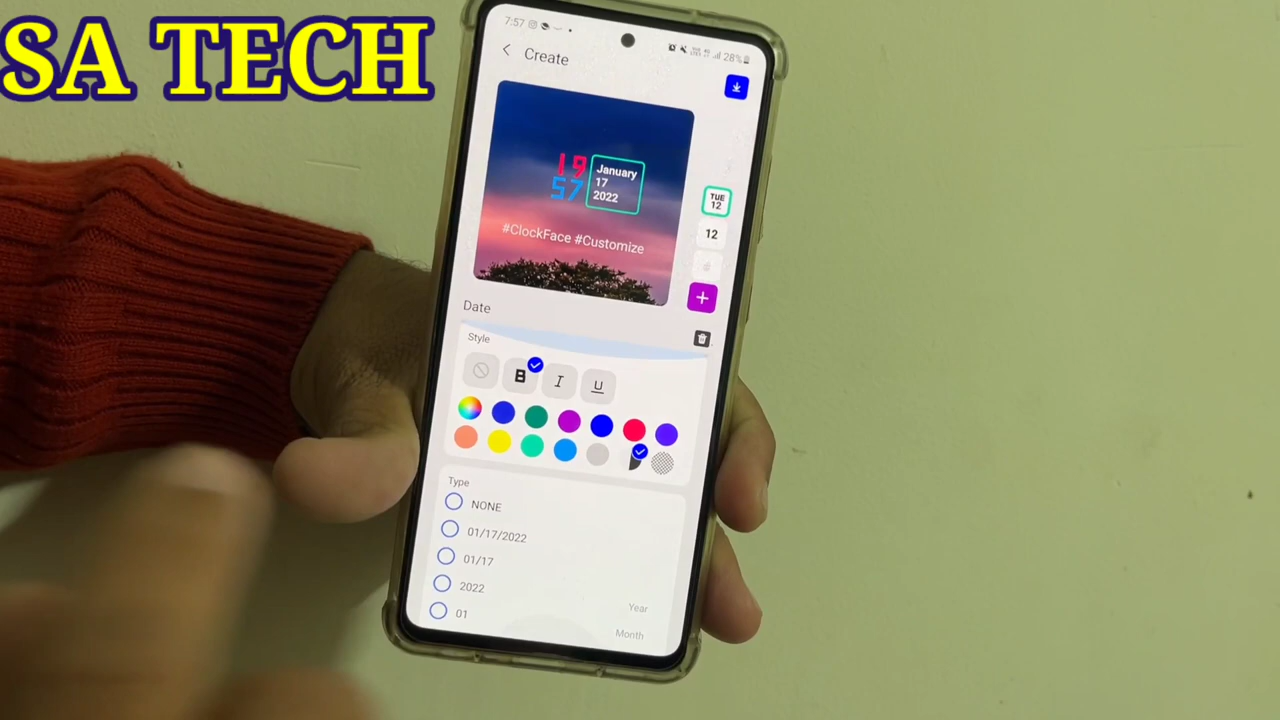 SA TECH
7:57
28%
Create
19
57
January
17
2022
#ClockFace #Customize
TUE
12
12
+
Date
Style
B I U
Type
NONE
01/17/2022
01/17
2022 Year
01 Month